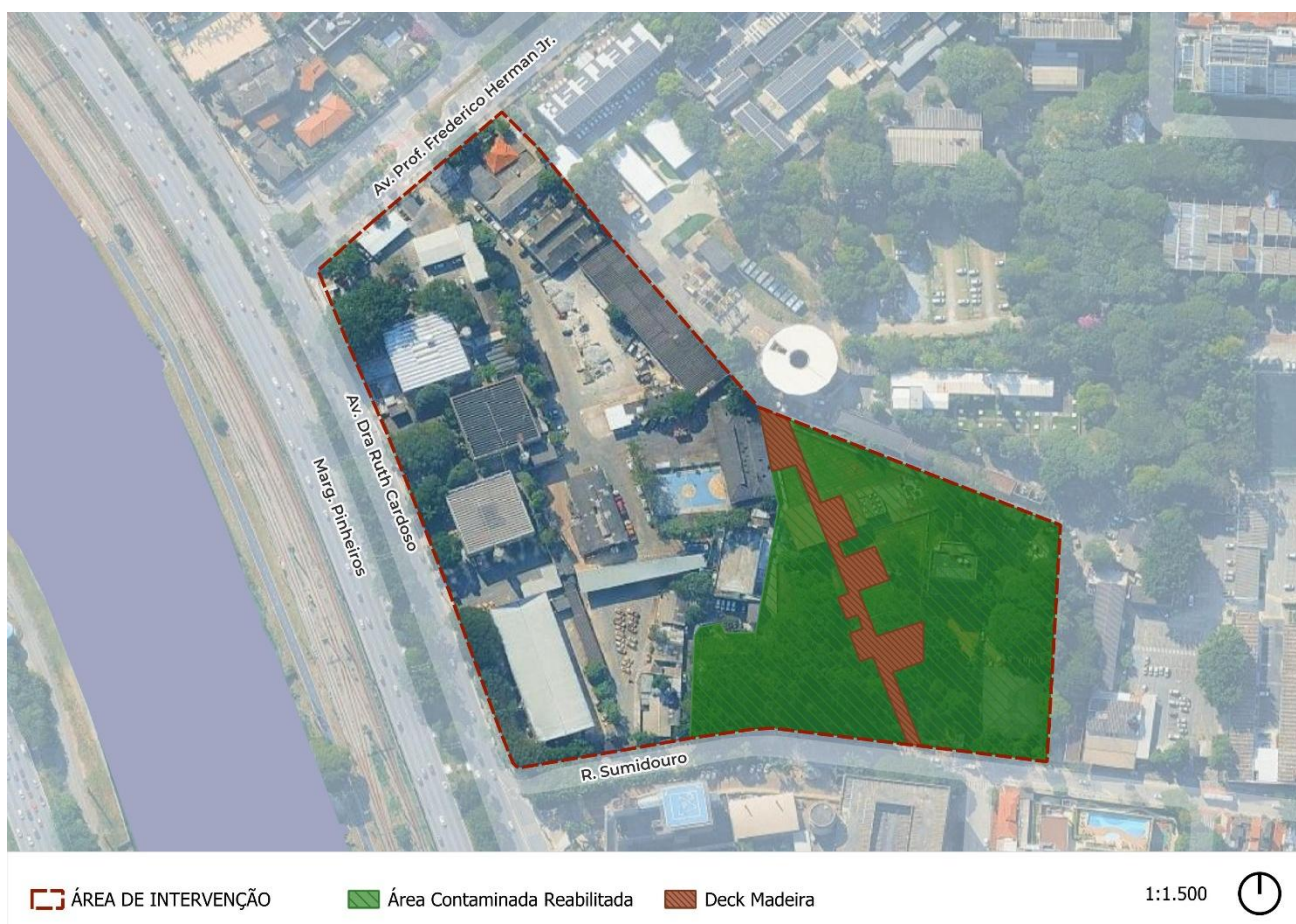 Av. Prof. Frederico Herman Jr.
Av. Dra Ruth Cardoso
Marg. Pinheiros
R. Sumidouro
ÁREA DE INTERVENÇÃO
Área Contaminada Reabilitada
Deck Madeira
1:1.500